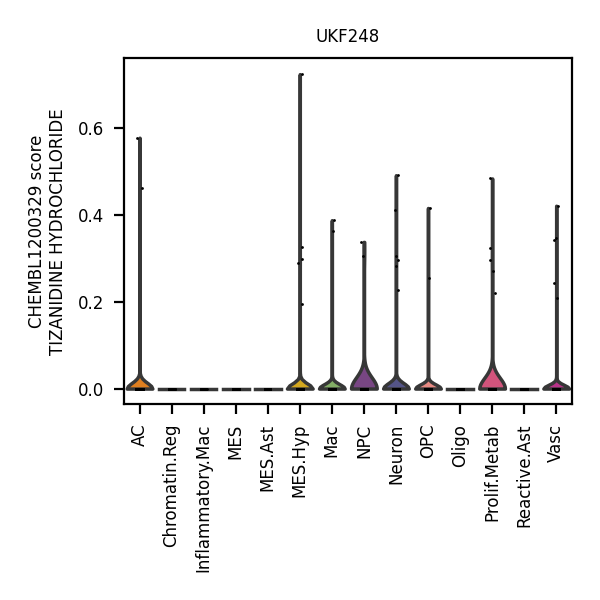 UKF248
CHEMBL1200329 score
TIZANIDINE HYDROCHLORIDE
0.6
0.4
0.2
0.0
AC
Chromatin.Reg
Inflammatory.Mac
MES
MES.Ast
MES.Hyp
Mac
NPC
Neuron
OPC
Oligo
Prolif.Metab
Reactive.Ast
Vasc